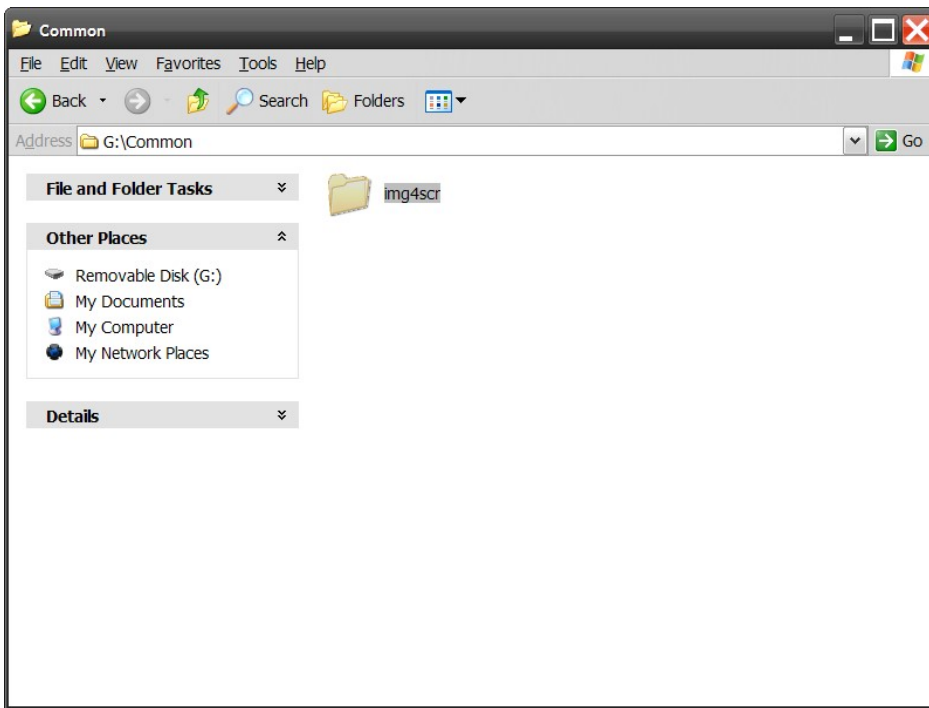 Common
File Edit View Favorites Tools Help
Back Search Folders
Address G:\Common Go
File and Folder Tasks
img4scr
Other Places
Removable Disk (G:)
My Documents
My Computer
My Network Places
Details